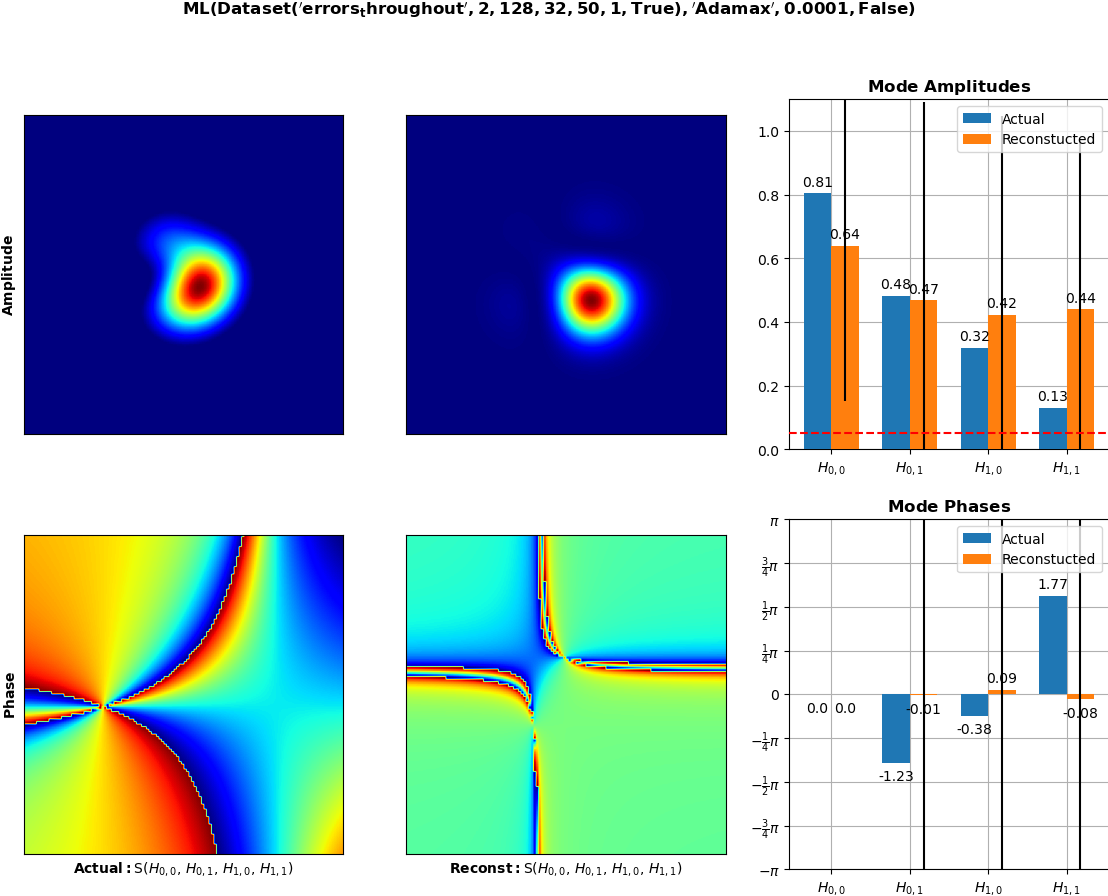 ML(Dataset('errors_throughout', 2, 128, 32, 50, 1, True), 'Adamax', 0.0001, False)
Amplitude
Mode Amplitudes
Actual
Reconstucted
1.0
0.8
0.6
0.4
0.2
0.0
0.81
0.64
0.48
0.47
0.32
0.42
0.13
0.44
H0,0
H0,1
H1,0
H1,1
Phase
Actual: S(H0,0, H0,1, H1,0, H1,1)
Reconst: S(H0,0, H0,1, H1,0, H1,1)
Mode Phases
Actual
Reconstucted
π
3/4π
1/2π
1/4π
0
−1/4π
−1/2π
−3/4π
−π
0.0
0.0
-1.23
-0.01
-0.38
0.09
1.77
-0.08
H0,0
H0,1
H1,0
H1,1